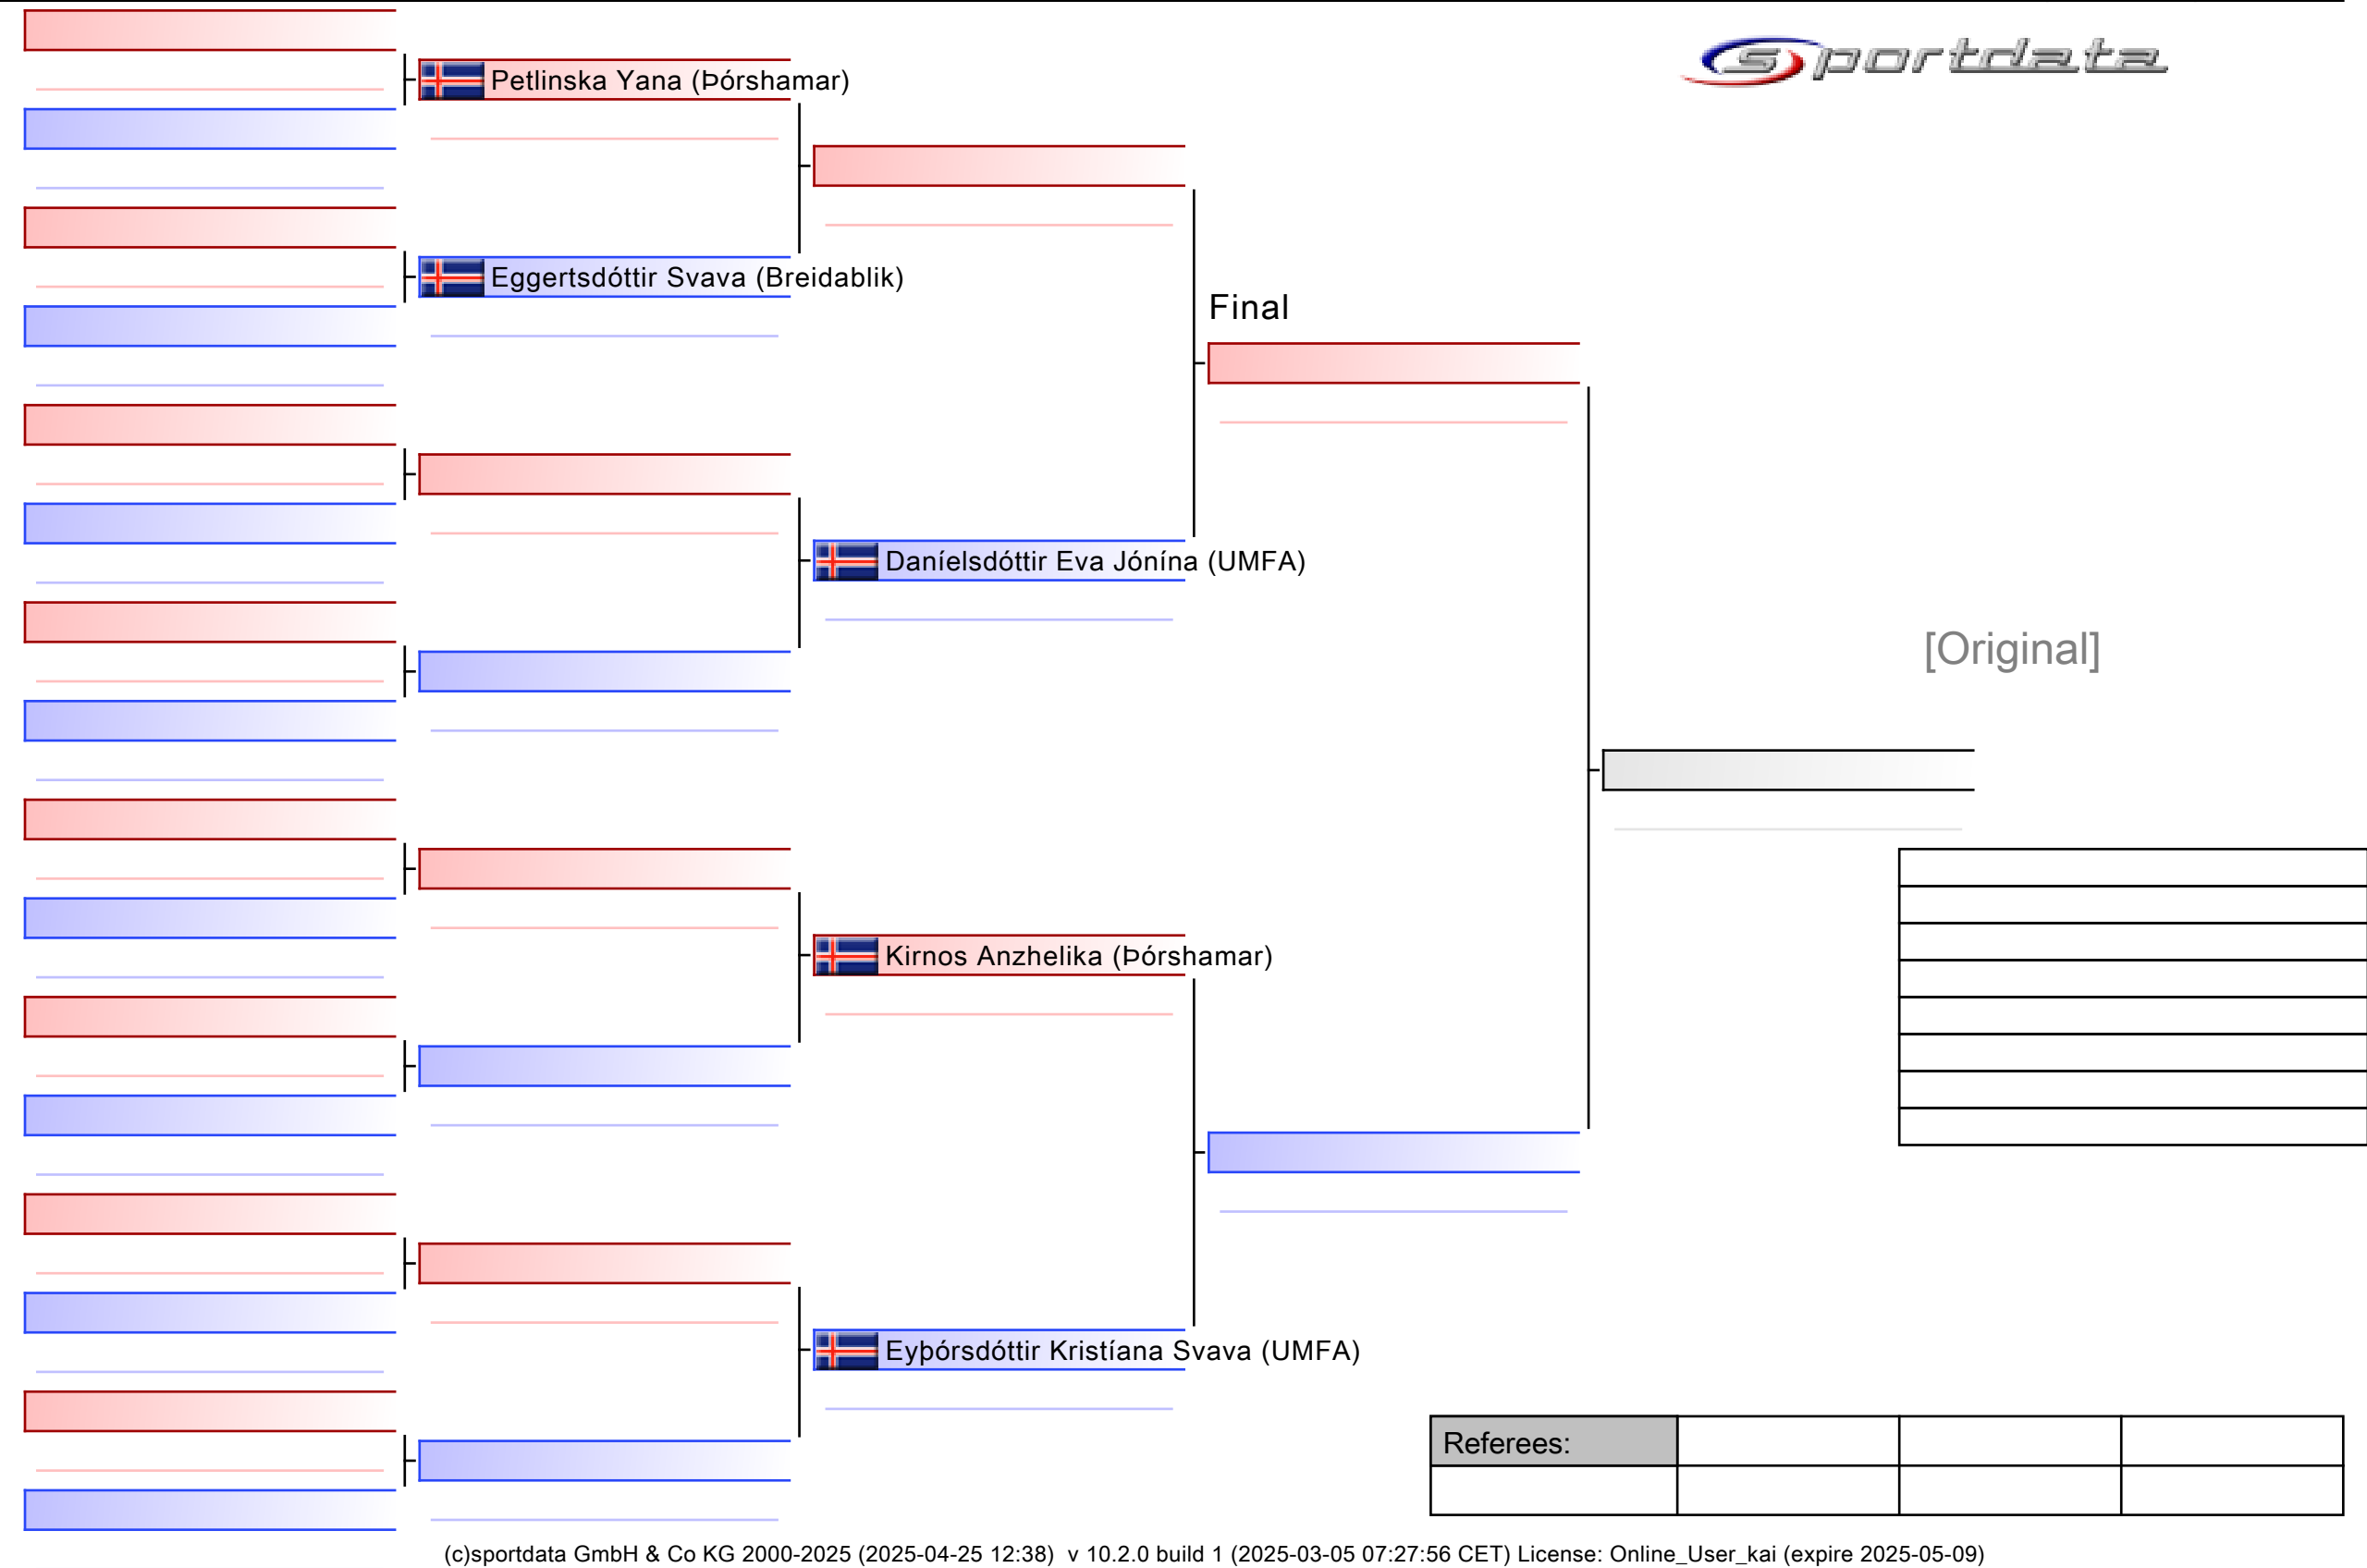 sportdata
Petlinska Yana (Þórshamar)
Eggertsdóttir Svava (Breidablik)
Final
Daníelsdóttir Eva Jónína (UMFA)
[Original]
Kirnos Anzhelika (Þórshamar)
Eyþórsdóttir Kristíana Svava (UMFA)
Referees:
(c)sportdata GmbH & Co KG 2000-2025 (2025-04-25 12:38) v 10.2.0 build 1 (2025-03-05 07:27:56 CET) License: Online_User_kai (expire 2025-05-09)